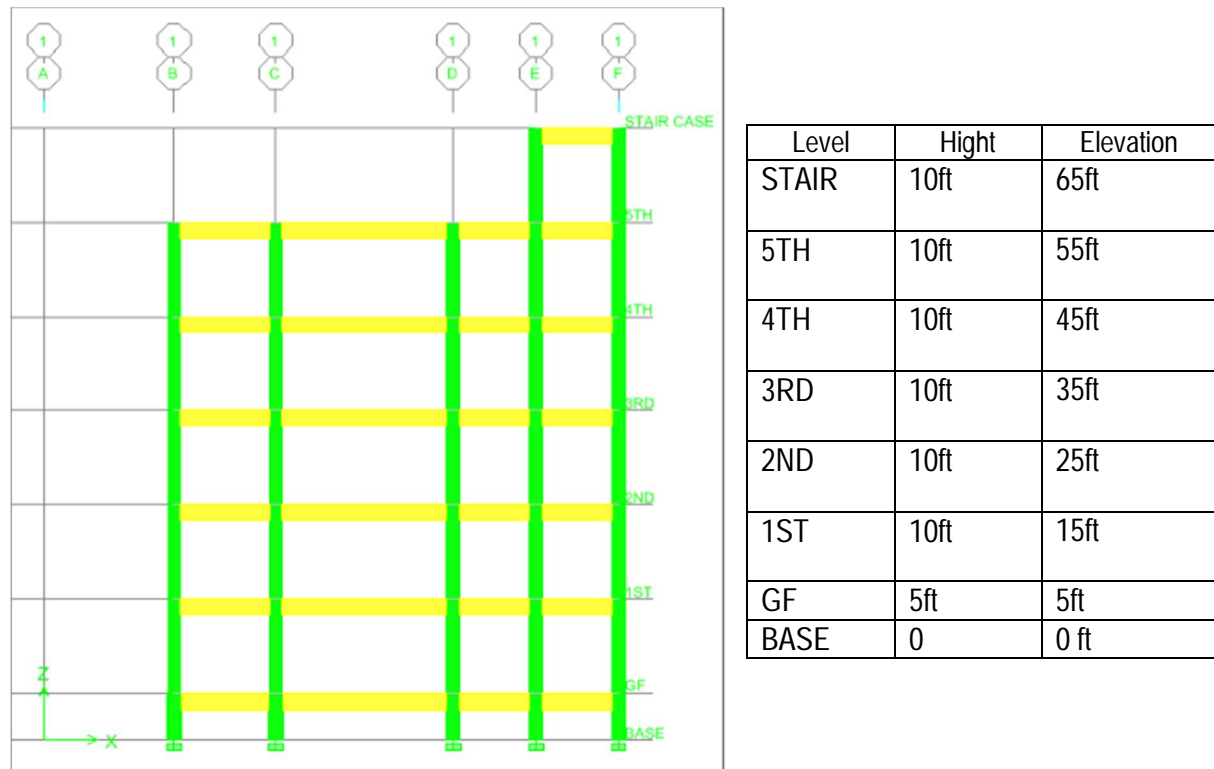 1 1 1 1 1 1
A B C D E F
STAIR CASE
5TH
4TH
3RD
2ND
1ST
Z
GF
X
BASE
Level Hight Elevation
STAIR 10ft 65ft
5TH 10ft 55ft
4TH 10ft 45ft
3RD 10ft 35ft
2ND 10ft 25ft
1ST 10ft 15ft
GF 5ft 5ft
BASE 0 0 ft